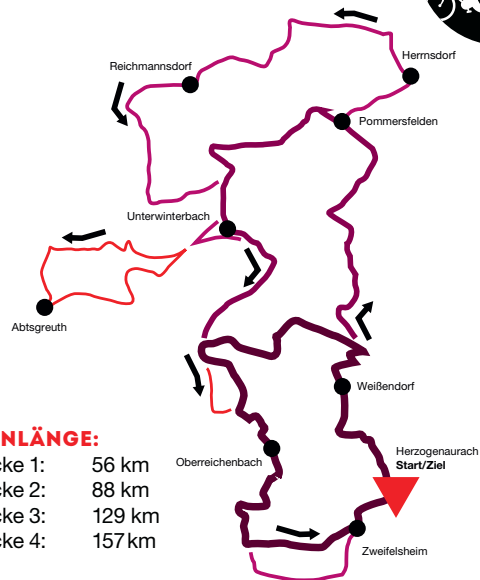 Herrnsdorf
Reichmannsdorf
Pommersfelden
Unterwinterbach
Abtsgreuth
Weißendorf
NLÄNGE:
Herzogenaurach
Start/Ziel
Oberreichenbach
cke 1: 56 km
cke 2: 88 km
cke 3: 129 km
cke 4: 157 km
Zweifelsheim